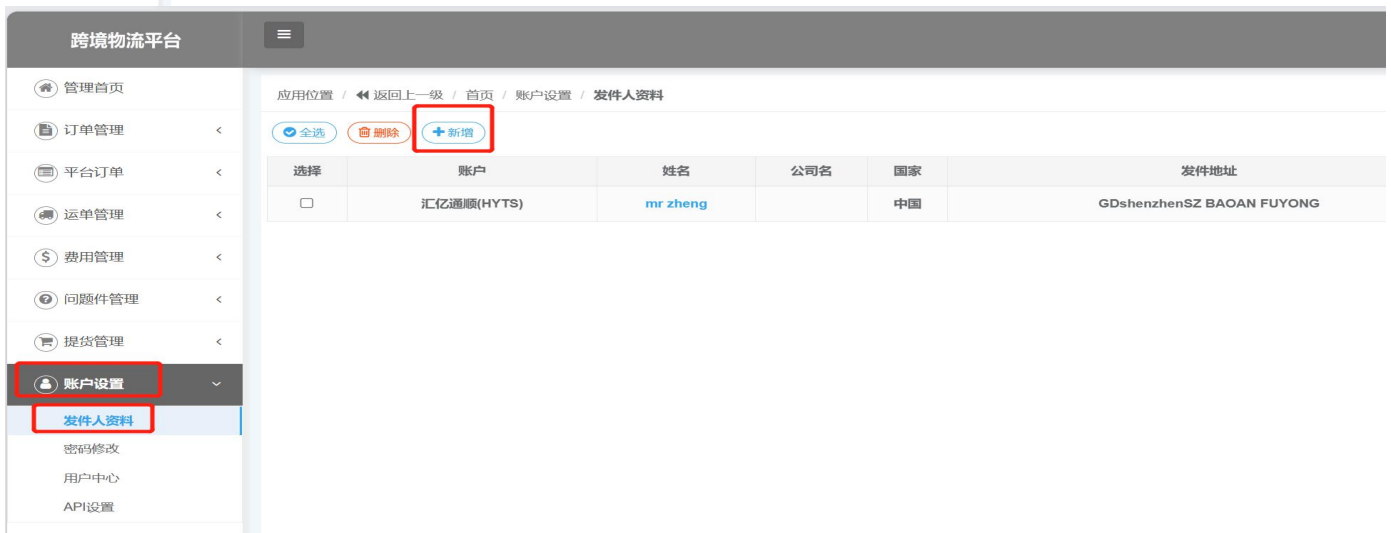 跨境物流平台
管理首页
订单管理
平台订单
运单管理
费用管理
问题件管理
提货管理
账户设置
发件人资料
密码修改
用户中心
API设置
应用位置 / 返回上一级 / 首页 / 账户设置 / 发件人资料
全选 删除 新增
选择 账户 姓名 公司名 国家 发件地址
汇亿通顺(HYTS) mr zheng 中国 GDshenzhenSZ BAOAN FUYONG